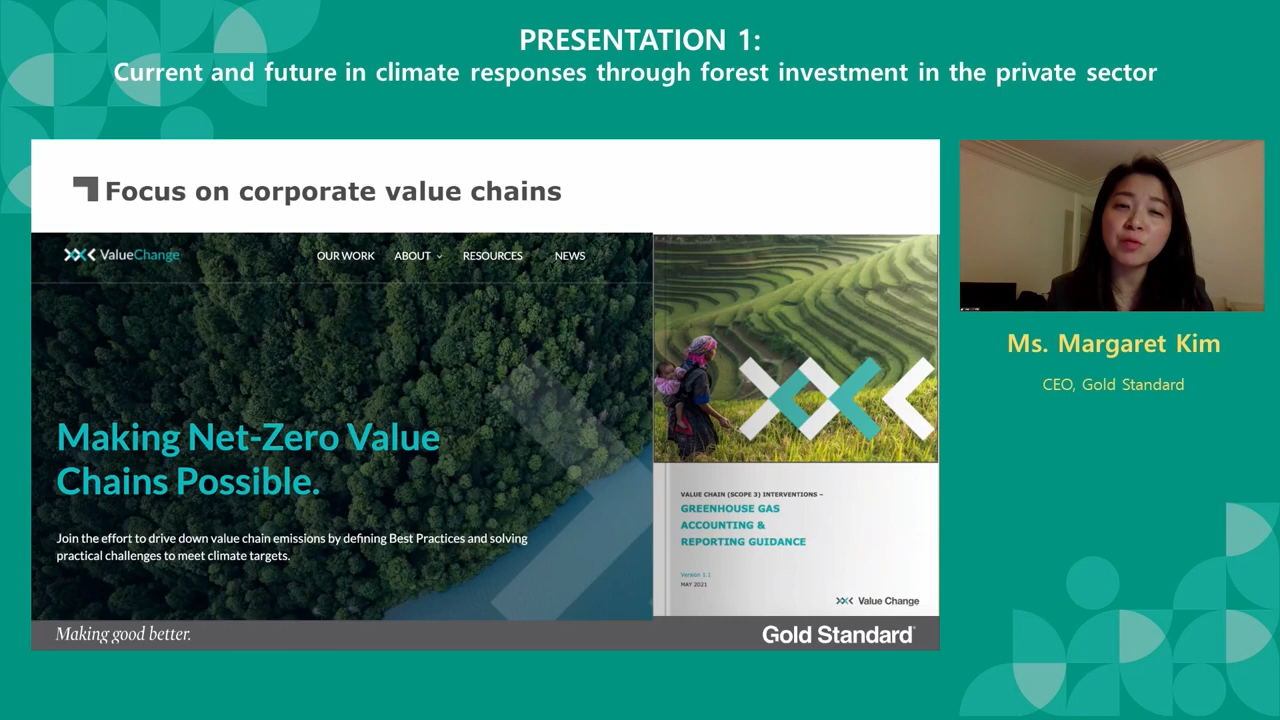 PRESENTATION 1:
Current and future in climate responses through forest investment in the private sector
Focus on corporate value chains
ValueChange
OUR WORK ABOUT RESOURCES NEWS
Making Net-Zero Value
Chains Possible.
Join the effort to drive down value chain emissions by defining Best Practices and solving
practical challenges to meet climate targets.
VALUE CHAIN (SCOPE 3) INTERVENTIONS –
GREENHOUSE GAS
ACCOUNTING &
REPORTING GUIDANCE
Version 1.1
MAY 2021
Value Change
Making good better.
Gold Standard®
Ms. Margaret Kim
CEO, Gold Standard